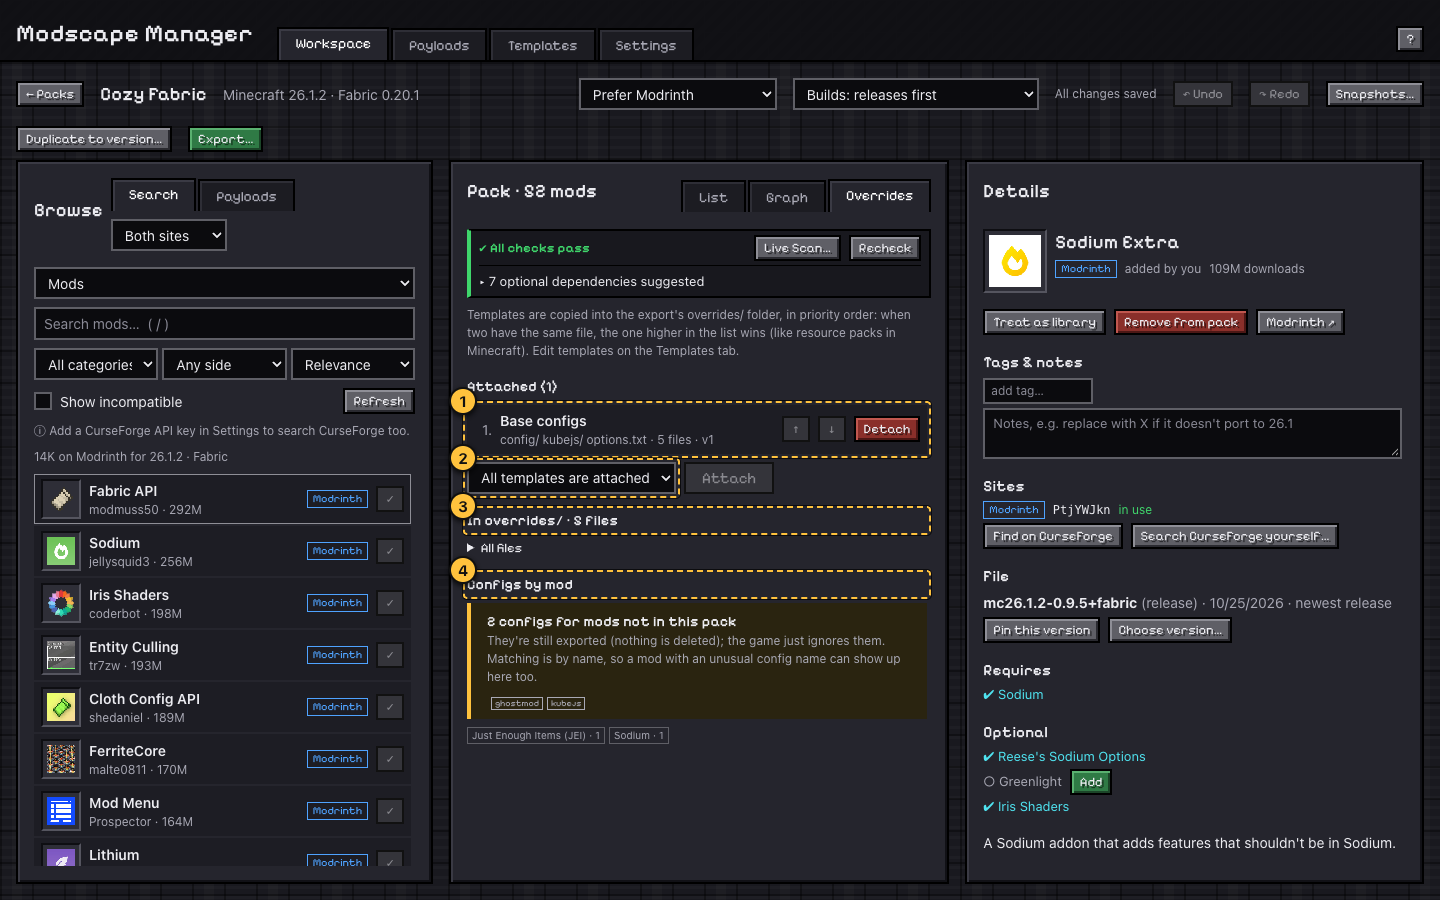 Modscape Manager
Workspace
Payloads
Templates
Settings
?
← Packs
Cozy Fabric
Minecraft 26.1.2 · Fabric 0.20.1
Prefer Modrinth
Builds: releases first
All changes saved
↶ Undo
↷ Redo
Snapshots...
Duplicate to version...
Export...
Browse
Search
Payloads
Both sites
Mods
Search mods... ( / )
All categories
Any side
Relevance
Show incompatible
Refresh
ⓘ Add a CurseForge API key in Settings to search CurseForge too.
14K on Modrinth for 26.1.2 · Fabric
Fabric API
modmuss50 · 292M
Modrinth
✓
Sodium
jellysquid3 · 256M
Modrinth
✓
Iris Shaders
coderbot · 198M
Modrinth
✓
Entity Culling
tr7zw · 193M
Modrinth
✓
Cloth Config API
shedaniel · 189M
Modrinth
✓
FerriteCore
malte0811 · 170M
Modrinth
✓
Mod Menu
Prospector · 164M
Modrinth
✓
Lithium
Modrinth
✓
Pack · 82 mods
List
Graph
Overrides
✔ All checks pass
Live Scan...
Recheck
▸ 7 optional dependencies suggested
Templates are copied into the export's overrides/ folder, in priority order: when
two have the same file, the one higher in the list wins (like resource packs in
Minecraft). Edit templates on the Templates tab.
Attached (1)
1
1.
Base configs
config/ kubejs/ options.txt · 5 files · v1
↑
↓
Detach
2
All templates are attached
Attach
3
In overrides/ · 8 files
▶ All files
4
Configs by mod
2 configs for mods not in this pack
They're still exported (nothing is deleted); the game just ignores them.
Matching is by name, so a mod with an unusual config name can show up
here too.
ghostmod
kubejs
Just Enough Items (JEI) · 1
Sodium · 1
Details
Sodium Extra
Modrinth
added by you
109M downloads
Treat as library
Remove from pack
Modrinth ↗
Tags & notes
add tag...
Notes, e.g. replace with X if it doesn't port to 26.1
Sites
Modrinth
PtjYWJkn
in use
Find on CurseForge
Search CurseForge yourself...
File
mc26.1.2-0.9.5+fabric (release) · 10/25/2026 · newest release
Pin this version
Choose version...
Requires
✔ Sodium
Optional
✔ Reese's Sodium Options
○ Greenlight
Add
✔ Iris Shaders
A Sodium addon that adds features that shouldn't be in Sodium.